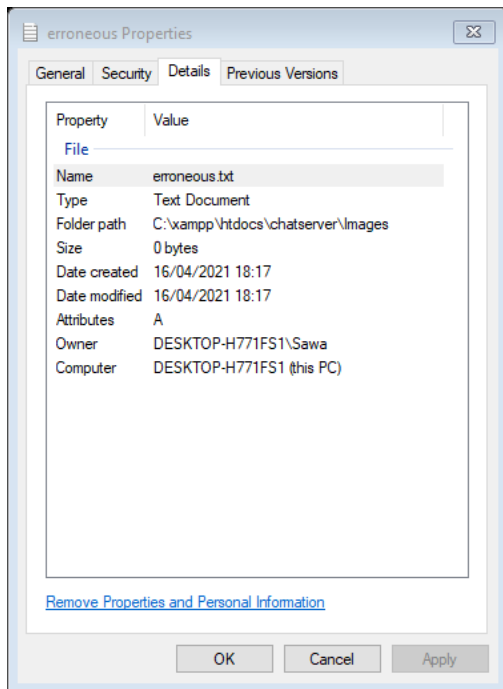 erroneous Properties
General Security Details Previous Versions
Property Value
File
Name erroneous.txt
Type Text Document
Folder path C:\xampp\htdocs\chatserver\Images
Size 0 bytes
Date created 16/04/2021 18:17
Date modified 16/04/2021 18:17
Attributes A
Owner DESKTOP-H771FS1\Sawa
Computer DESKTOP-H771FS1 (this PC)
Remove Properties and Personal Information
OK Cancel Apply